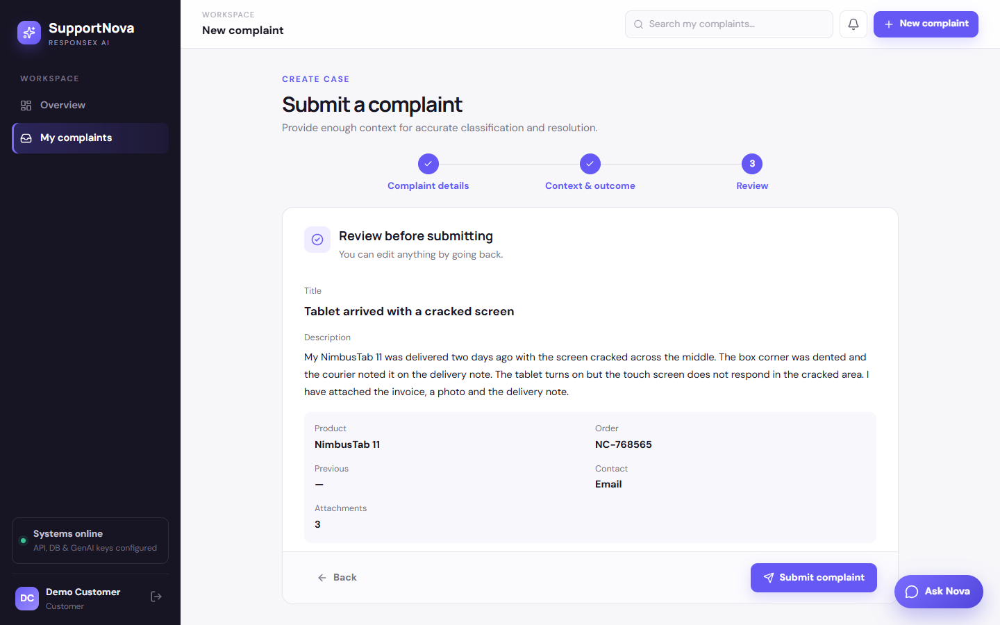 SupportNova
RESPONSEX AI
WORKSPACE
Overview
My complaints
Systems online
API, DB & GenAI keys configured
DC
Demo Customer
Customer
WORKSPACE
New complaint
Search my complaints...
New complaint
CREATE CASE
Submit a complaint
Provide enough context for accurate classification and resolution.
3
Complaint details
Context & outcome
Review
Review before submitting
You can edit anything by going back.
Title
Tablet arrived with a cracked screen
Description
My NimbusTab 11 was delivered two days ago with the screen cracked across the middle. The box corner was dented and
the courier noted it on the delivery note. The tablet turns on but the touch screen does not respond in the cracked area. I
have attached the invoice, a photo and the delivery note.
Product
NimbusTab 11
Order
NC-768565
Previous
—
Contact
Email
Attachments
3
Back
Submit complaint
Ask Nova